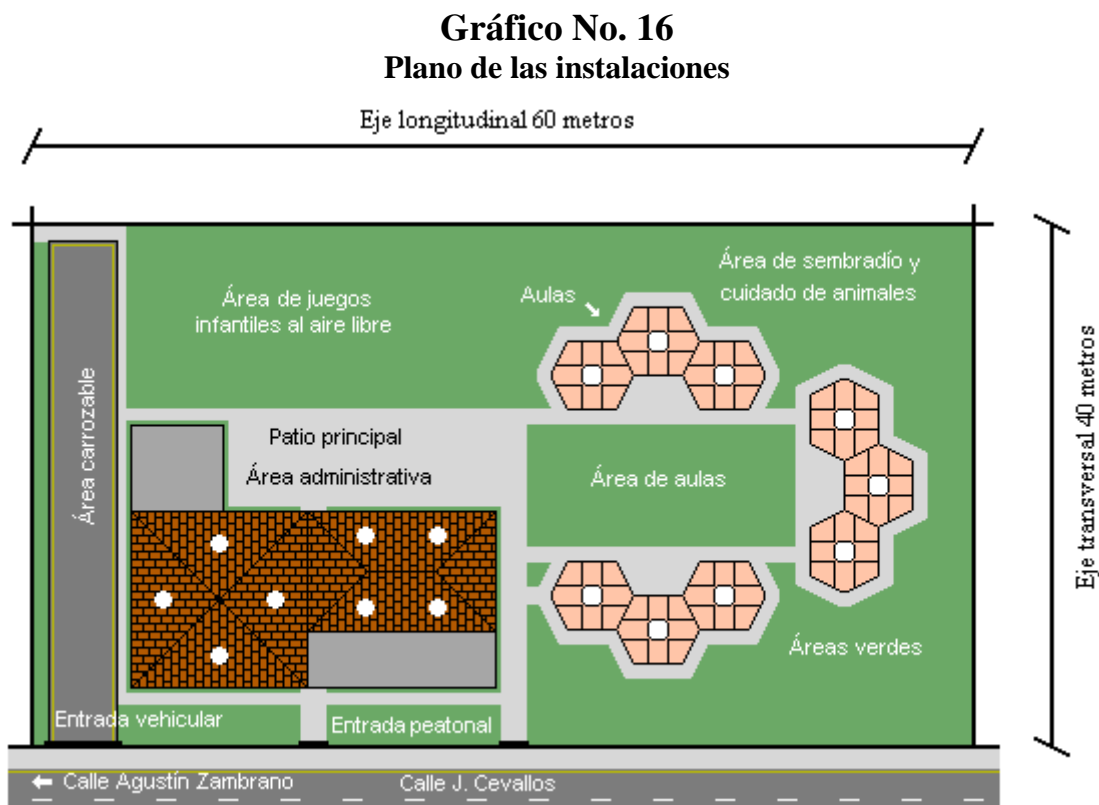 Gráfico No. 16
Plano de las instalaciones
Eje longitudinal 60 metros
Área de sembradío y
cuidado de animales
Área de juegos
infantiles al aire libre
Aulas
Área carrozable
Patio principal
Área administrativa
Área de aulas
Eje transversal 40 metros
Áreas verdes
Entrada vehicular
Entrada peatonal
Calle Agustín Zambrano
Calle J. Cevallos